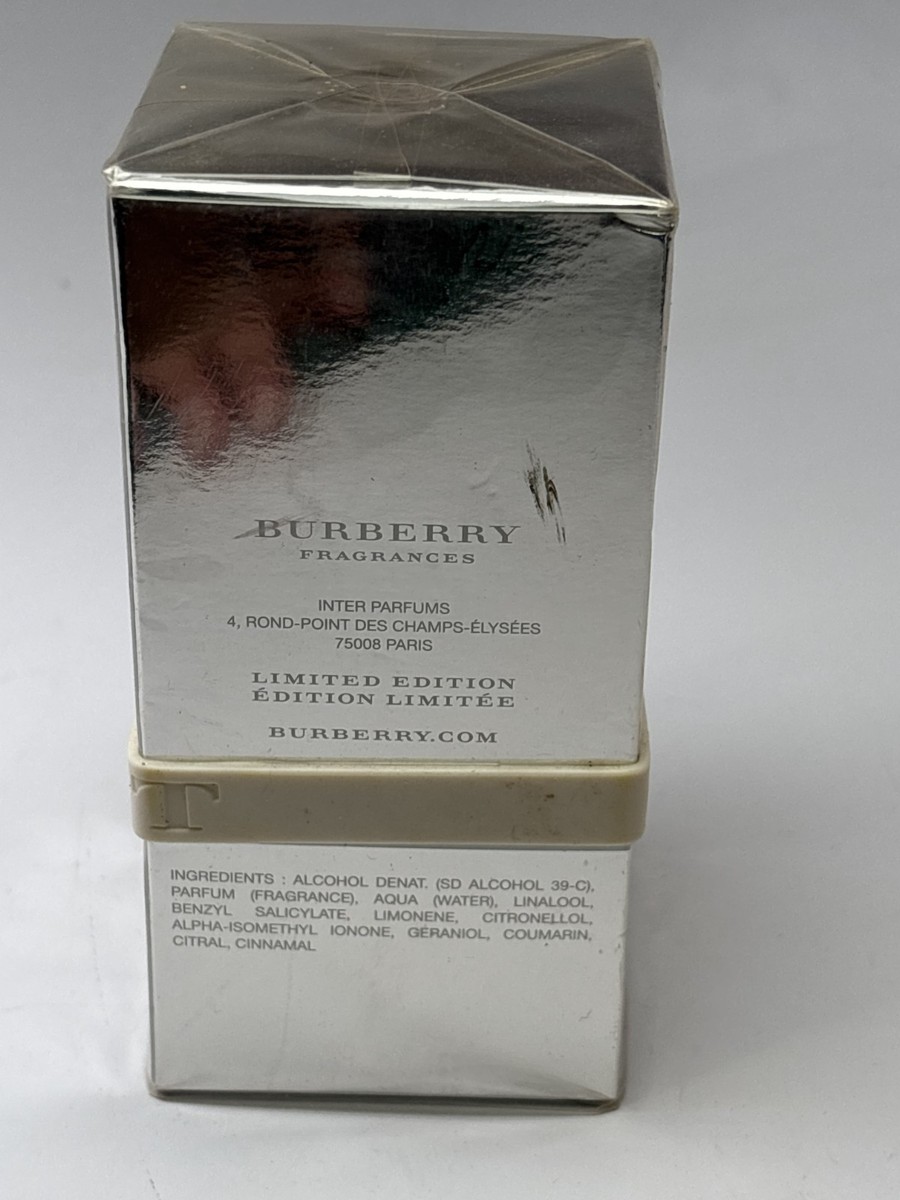 BURBERRY
FRAGRANCES
INTER PARFUMS
4, ROND-POINT DES CHAMPS-ÉLYSÉES
75008 PARIS
LIMITED EDITION
ÉDITION LIMITÉE
BURBERRY.COM
T
INGRÉDIENTS : ALCOHOL DENAT. (SD ALCOHOL 39-C),
PARFUM (FRAGRANCE), AQUA (WATER), LINALOOL,
BENZYL SALICYLATE, LIMONENE, CITRONELLOL,
ALPHA-ISOMETHYL IONONE, GÉRANIOL, COUMARIN,
CITRAL, CINNAMAL